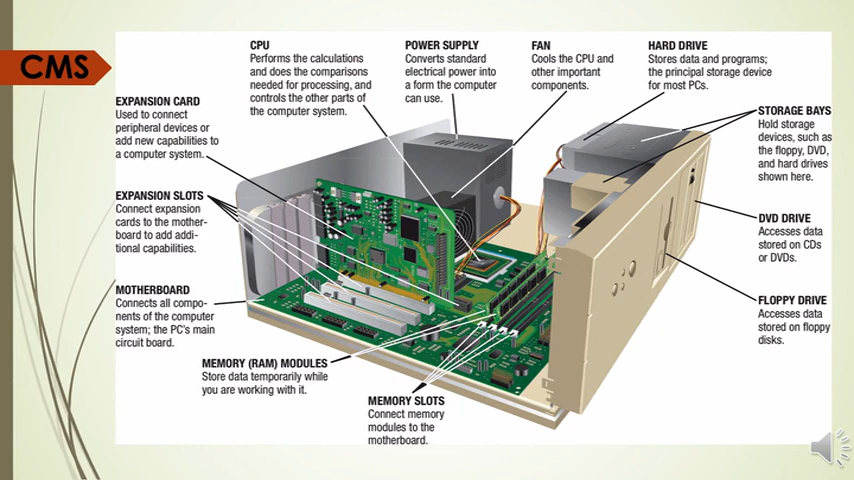 CMS
CPU
Performs the calculations
and does the comparisons
needed for processing, and
controls the other parts of
the computer system.
POWER SUPPLY
Converts standard
electrical power into
a form the computer
can use.
FAN
Cools the CPU and
other important
components.
HARD DRIVE
Stores data and programs;
the principal storage device
for most PCs.
EXPANSION CARD
Used to connect
peripheral devices or
add new capabilities to
a computer system.
STORAGE BAYS
Hold storage
devices, such as
the floppy, DVD,
and hard drives
shown here.
EXPANSION SLOTS
Connect expansion
cards to the mother-
board to add addi-
tional capabilities.
DVD DRIVE
Accesses data
stored on CDs
or DVDs.
MOTHERBOARD
Connects all compo-
nents of the computer
system; the PC's main
circuit board.
FLOPPY DRIVE
Accesses data
stored on floppy
disks.
MEMORY (RAM) MODULES
Store data temporarily while
you are working with it.
MEMORY SLOTS
Connect memory
modules to the
motherboard.